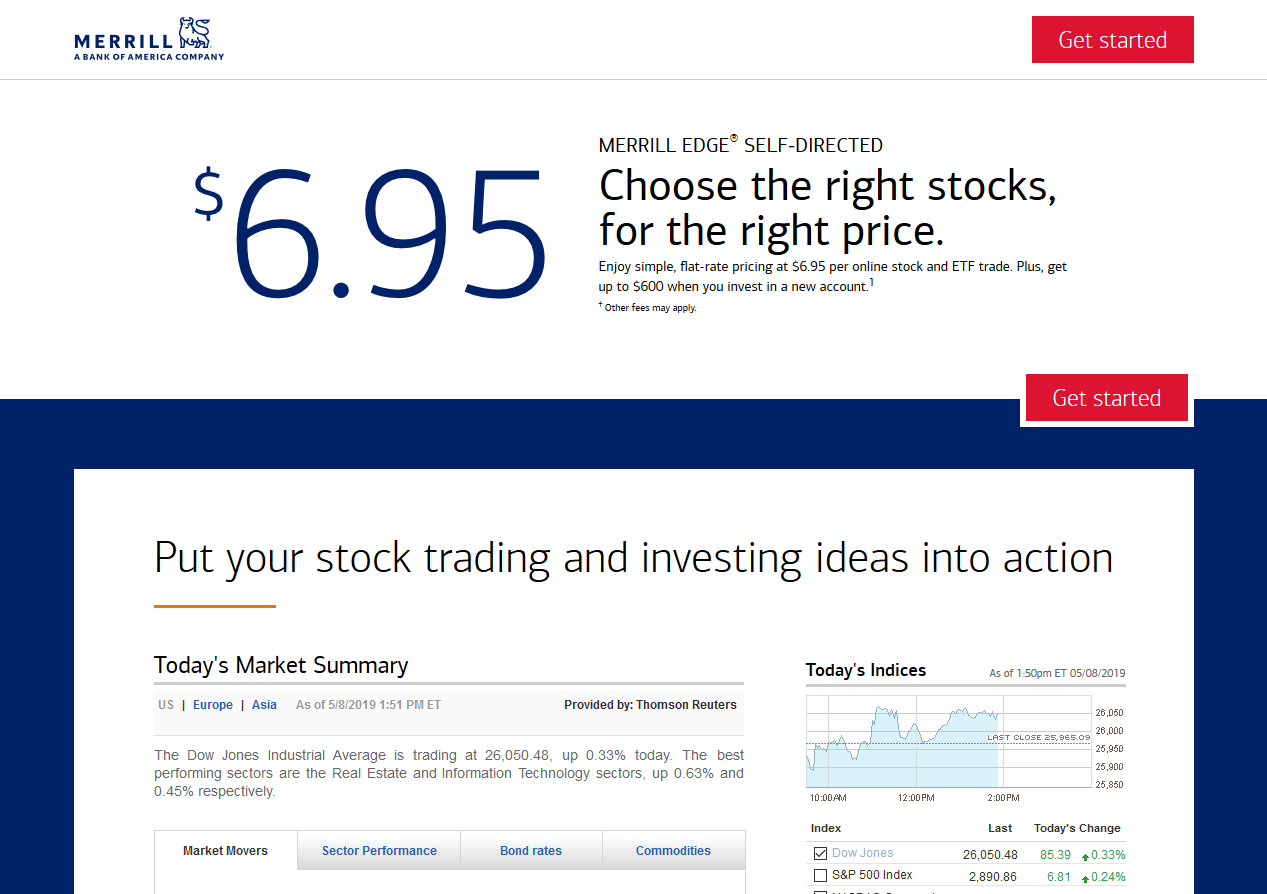 MERRILL
A BANK OF AMERICA COMPANY
Get started
$6.95
MERRILL EDGE® SELF-DIRECTED
Choose the right stocks,
for the right price.
Enjoy simple, flat-rate pricing at $6.95 per online stock and ETF trade. Plus, get
up to $600 when you invest in a new account.1
† Other fees may apply.
Get started
Put your stock trading and investing ideas into action
Today's Market Summary
US | Europe | Asia As of 5/8/2019 1:51 PM ET Provided by: Thomson Reuters
The Dow Jones Industrial Average is trading at 26,050.48, up 0.33% today. The best
performing sectors are the Real Estate and Information Technology sectors, up 0.63% and
0.45% respectively.
Market Movers Sector Performance Bond rates Commodities
Today's Indices As of 1:50pm ET 05/08/2019
26,050
26,000
LAST CLOSE 25,965.09
25,950
25,900
25,850
10:00AM 12:00PM 2:00PM
Index Last Today's Change
Dow Jones 26,050.48 85.39 0.33%
S&P 500 Index 2,890.86 6.81 0.24%